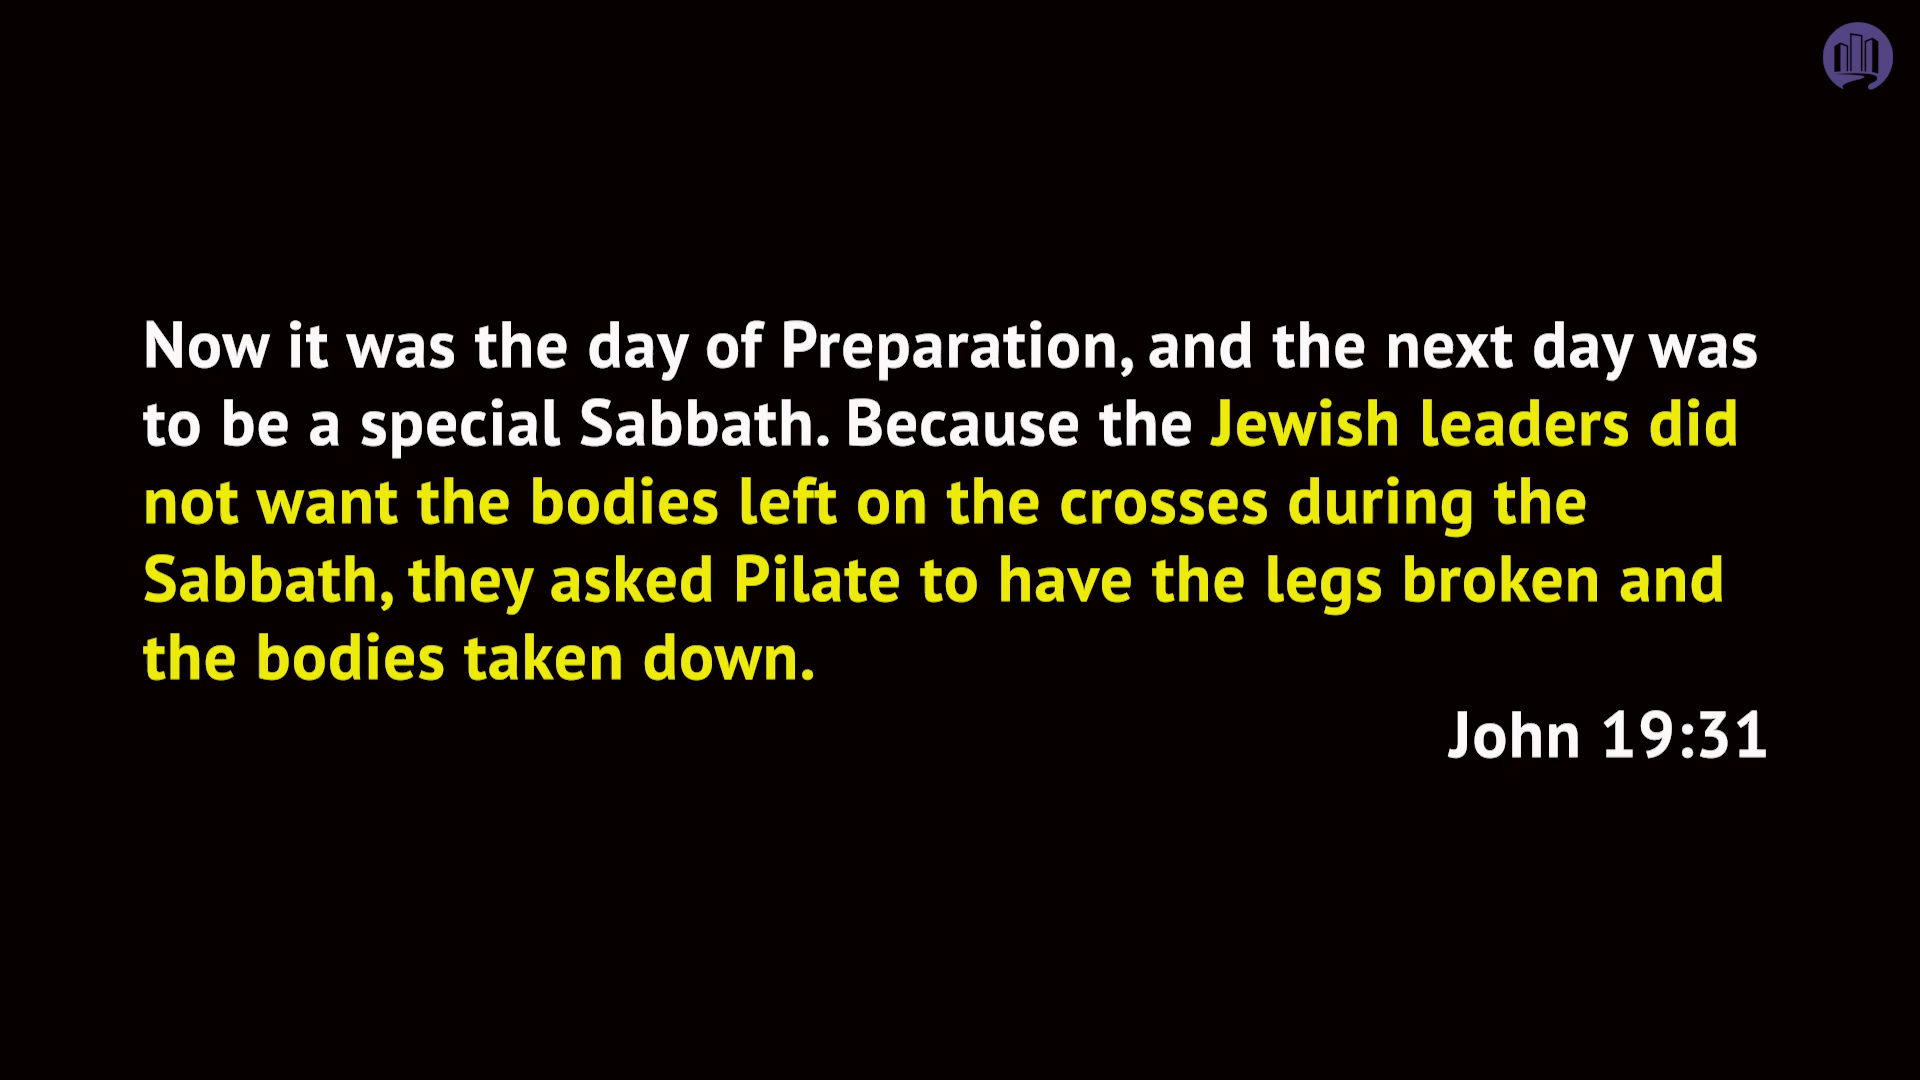 Now it was the day of Preparation, and the next day was
to be a special Sabbath. Because the Jewish leaders did
not want the bodies left on the crosses during the
Sabbath, they asked Pilate to have the legs broken and
the bodies taken down.
John 19:31